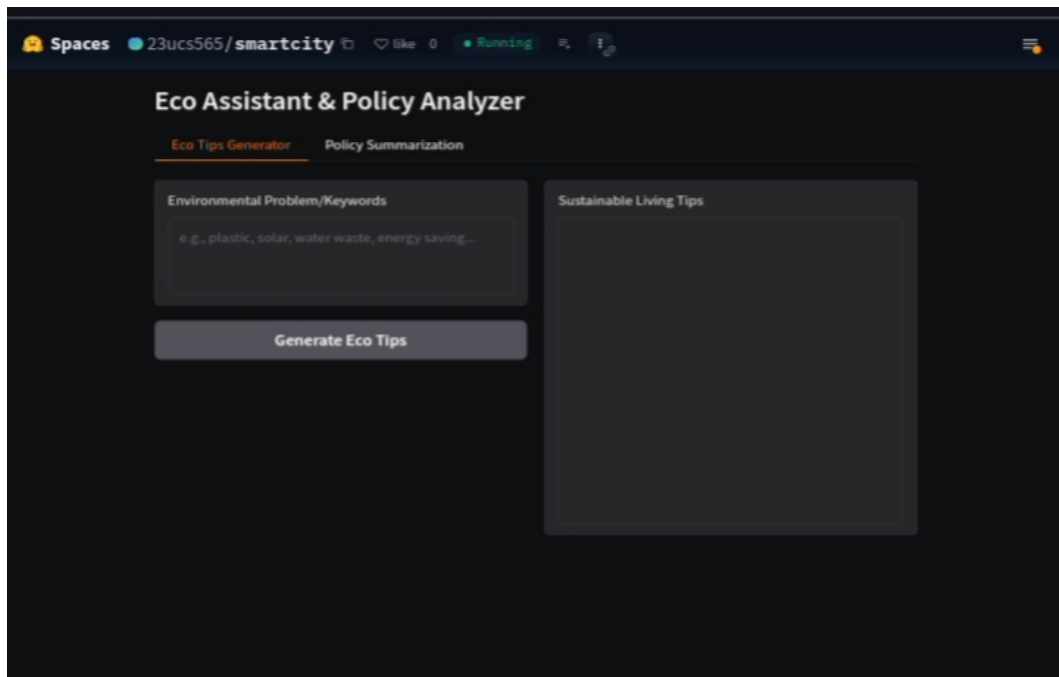 Spaces 23ucs565/smartcity like 0 Running
Eco Assistant & Policy Analyzer
Eco Tips Generator Policy Summarization
Environmental Problem/Keywords
e.g., plastic, solar, water waste, energy saving...
Generate Eco Tips
Sustainable Living Tips